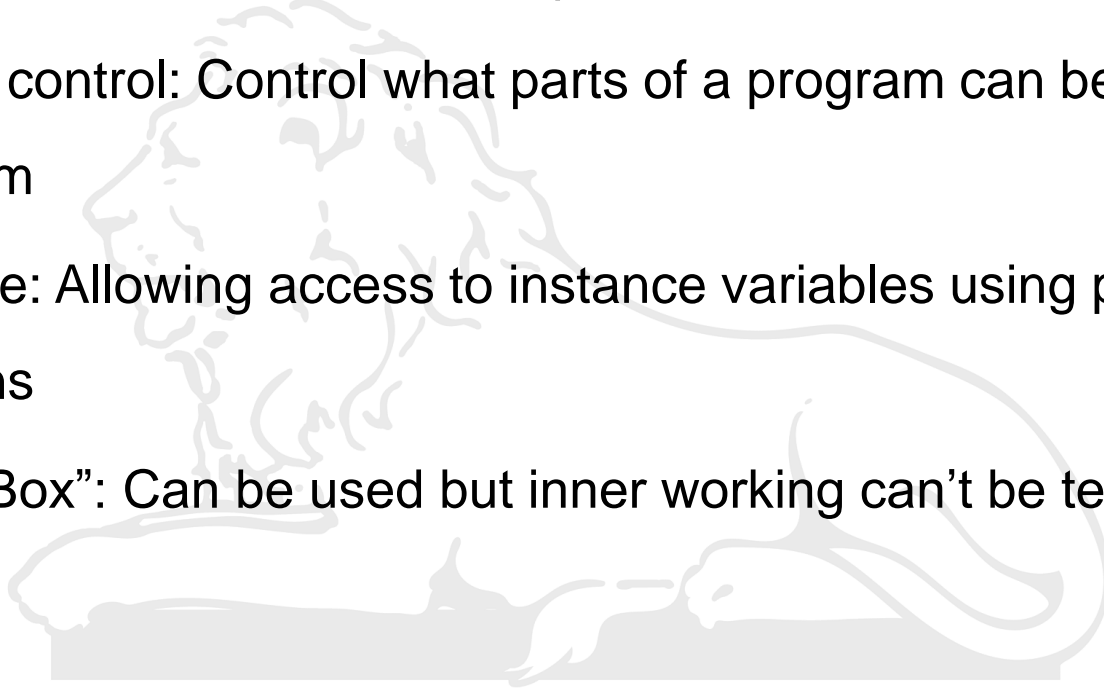 control: Control what parts of a program can be
m
e: Allowing access to instance variables using p
ns
Box”: Can be used but inner working can’t be te